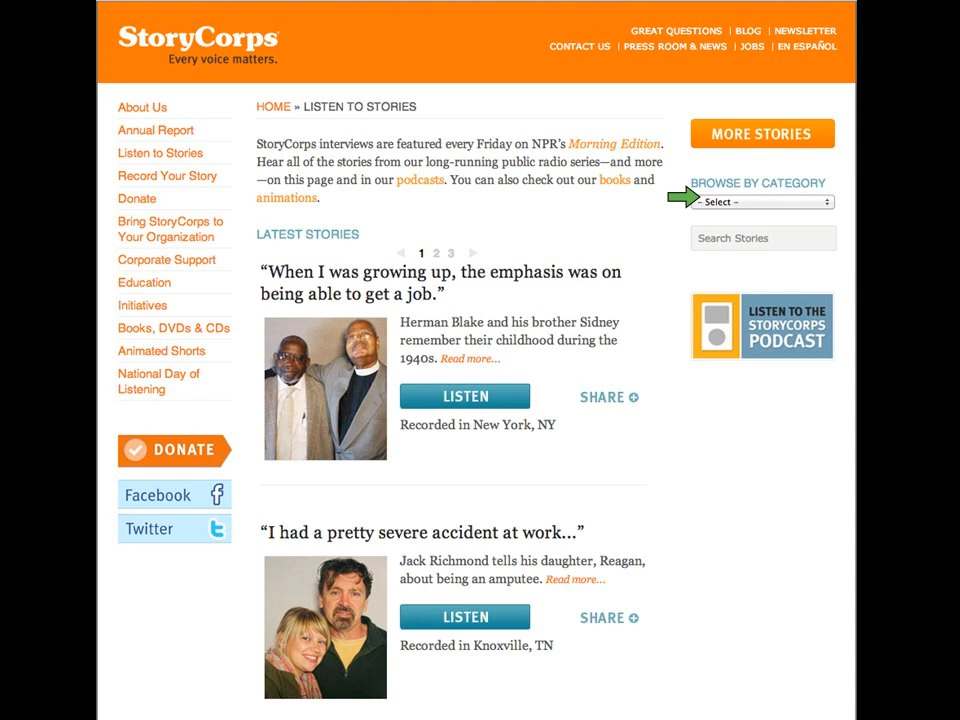 StoryCorps
Every voice matters.
GREAT QUESTIONS | BLOG | NEWSLETTER
CONTACT US | PRESS ROOM & NEWS | JOBS | EN ESPAÑOL
About Us
Annual Report
Listen to Stories
Record Your Story
Donate
Bring StoryCorps to
Your Organization
Corporate Support
Education
Initiatives
Books, DVDs & CDs
Animated Shorts
National Day of
Listening
DONATE
Facebook
Twitter
HOME » LISTEN TO STORIES
StoryCorps interviews are featured every Friday on NPR's Morning Edition.
Hear all of the stories from our long-running public radio series—and more
—on this page and in our podcasts. You can also check out our books and
animations.
LATEST STORIES
1 2 3
“When I was growing up, the emphasis was on
being able to get a job.”
Herman Blake and his brother Sidney
remember their childhood during the
1940s. Read more...
LISTEN
SHARE
Recorded in New York, NY
“I had a pretty severe accident at work...”
Jack Richmond tells his daughter, Reagan,
about being an amputee. Read more...
LISTEN
SHARE
Recorded in Knoxville, TN
MORE STORIES
BROWSE BY CATEGORY
– Select –
Search Stories
LISTEN TO THE
STORYCORPS
PODCAST